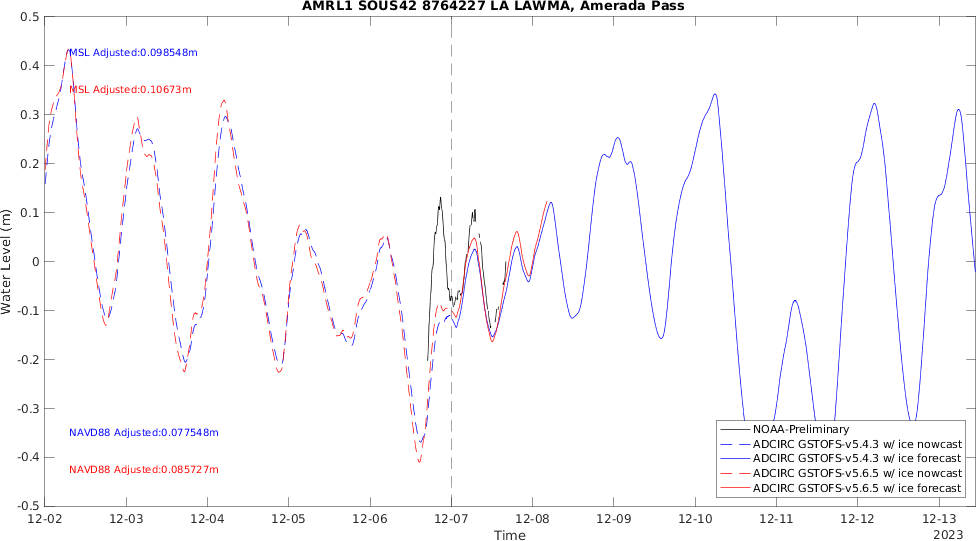 AMRL1 SOUS42 8764227 LA LAWMA, Amerada Pass
0.5
0.4
0.3
0.2
0.1
0
-0.1
-0.2
-0.3
-0.4
-0.5
Water Level (m)
MSL Adjusted:0.098548m
MSL Adjusted:0.10673m
NAVD88 Adjusted:0.077548m
NAVD88 Adjusted:0.085727m
NOAA-Preliminary
ADCIRC GSTOFS-v5.4.3 w/ ice nowcast
ADCIRC GSTOFS-v5.4.3 w/ ice forecast
ADCIRC GSTOFS-v5.6.5 w/ ice nowcast
ADCIRC GSTOFS-v5.6.5 w/ ice forecast
12-02 12-03 12-04 12-05 12-06 12-07 12-08 12-09 12-10 12-11 12-12 12-13
Time
2023